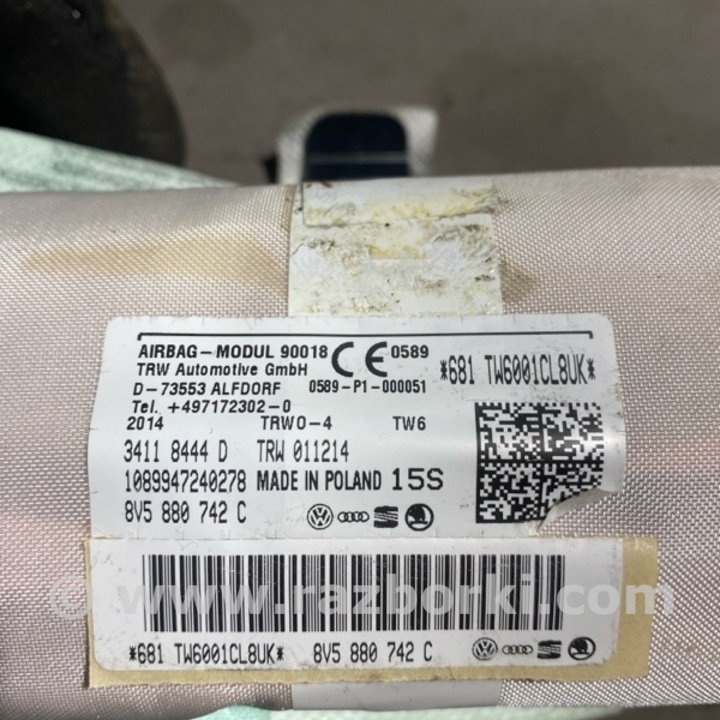 AIRBAG-MODUL 90018 CE 0589
TRW Automotive GmbH
D-73553 ALFDORF 0589-P1-000051
Tel. +497172302-0
2014 TRWO-4 TW6
*681 TW6001CL8UK*
3411 8444 D TRW 011214
1089947240278 MADE IN POLAND 15S
8V5 880 742 C
© www.razborki.com
*681 TW6001CL8UK* 8V5 880 742 C